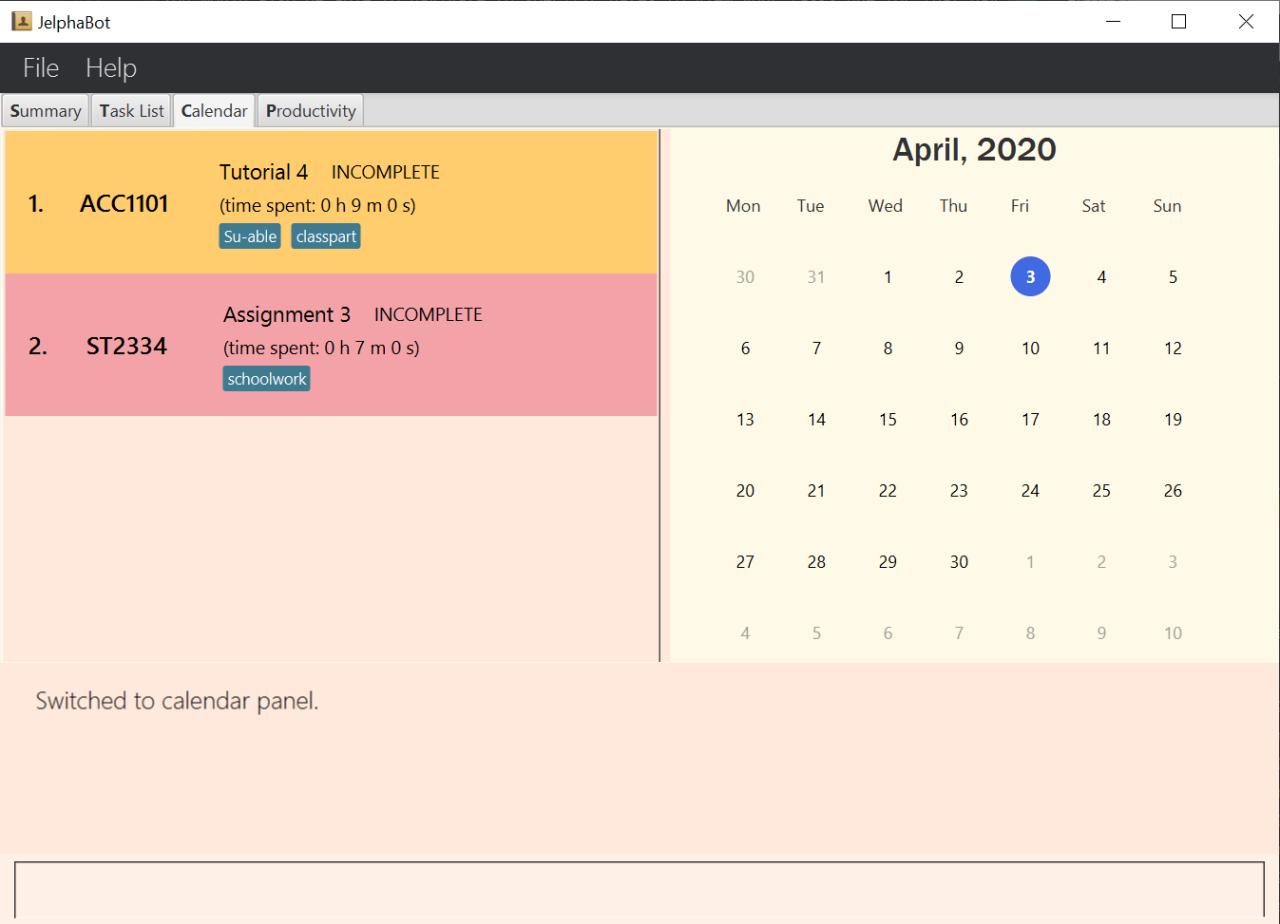 JelphaBot
File Help
Summary Task List Calendar Productivity
1. ACC1101
Tutorial 4 INCOMPLETE
(time spent: 0 h 9 m 0 s)
Su-able classpart
2. ST2334
Assignment 3 INCOMPLETE
(time spent: 0 h 7 m 0 s)
schoolwork
April, 2020
Mon Tue Wed Thu Fri Sat Sun
30 31 1 2 3 4 5
6 7 8 9 10 11 12
13 14 15 16 17 18 19
20 21 22 23 24 25 26
27 28 29 30 1 2 3
4 5 6 7 8 9 10
Switched to calendar panel.